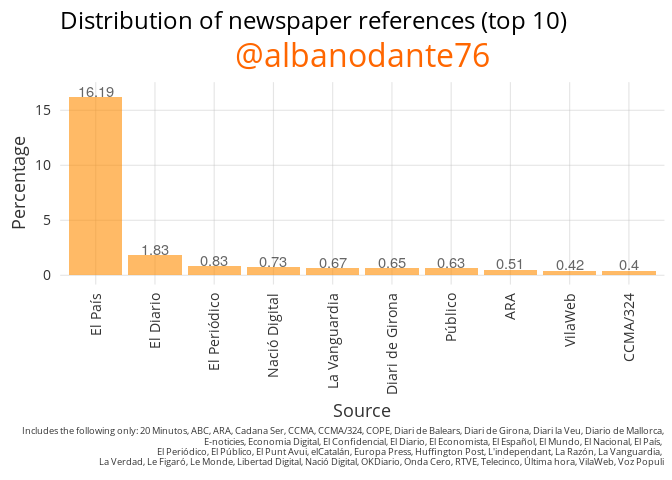 Distribution of newspaper references (top 10)
@albanodante76
Percentage
15
10
5
0
16.19
1.83
0.83
0.73
0.67
0.65
0.63
0.51
0.42
0.4
El País
El Diario
El Periódico
Nació Digital
La Vanguardia
Diari de Girona
Público
ARA
VilaWeb
CCMA/324
Source
Includes the following only: 20 Minutos, ABC, ARA, Cadana Ser, CCMA, CCMA/324, COPE, Diari de Balears, Diari de Girona, Diari la Veu, Diario de Mallorca,
E-noticies, Economia Digital, El Confidencial, El Diario, El Economista, El Español, El Mundo, El Nacional, El País,
El Periódico, El Público, El Punt Avui, elCatalán, Europa Press, Huffington Post, L'independant, La Razón, La Vanguardia,
La Verdad, Le Figaró, Le Monde, Libertad Digital, Nació Digital, OKDiario, Onda Cero, RTVE, Telecinco, Última hora, VilaWeb, Voz Populi